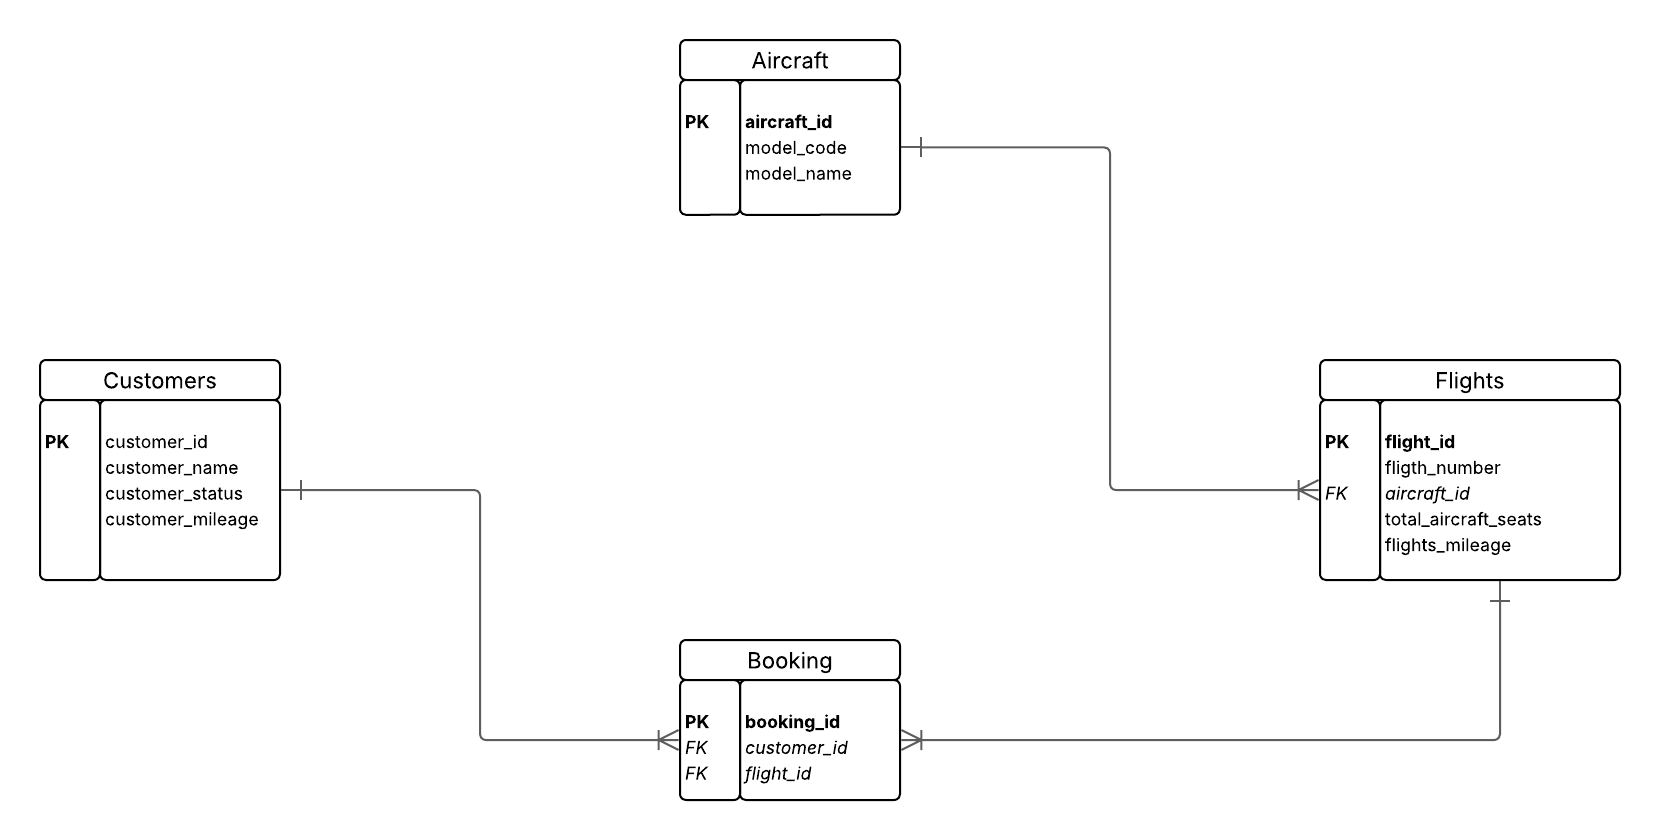 Aircraft
PK aircraft_id
model_code
model_name
Customers
PK customer_id
customer_name
customer_status
customer_mileage
Flights
PK flight_id
fligth_number
FK aircraft_id
total_aircraft_seats
flights_mileage
Booking
PK booking_id
FK customer_id
FK flight_id